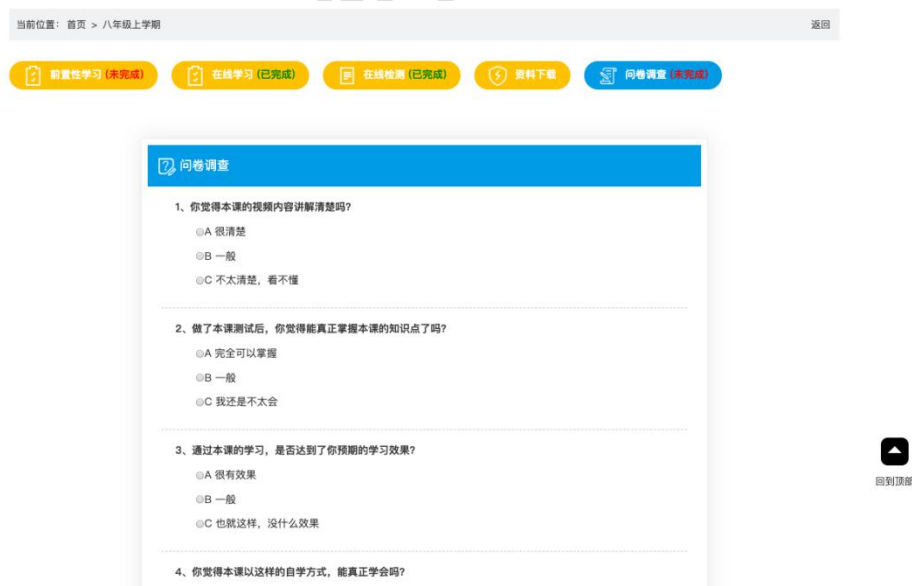 当前位置： 首页 > 八年级上学期
返回
前置性学习 (未完成)
在线学习 (已完成)
在线检测 (已完成)
资料下载
问卷调查 (未完成)
问卷调查
1、你觉得本课的视频内容讲解清楚吗?
A 很清楚
B 一般
C 不太清楚，看不懂
2、做了本课测试后，你觉得能真正掌握本课的知识点了吗?
A 完全可以掌握
B 一般
C 我还是不太会
3、通过本课的学习，是否达到了你预期的学习效果?
A 很有效果
B 一般
C 也就这样，没什么效果
回到顶部
4、你觉得本课以这样的自学方式，能真正学会吗?